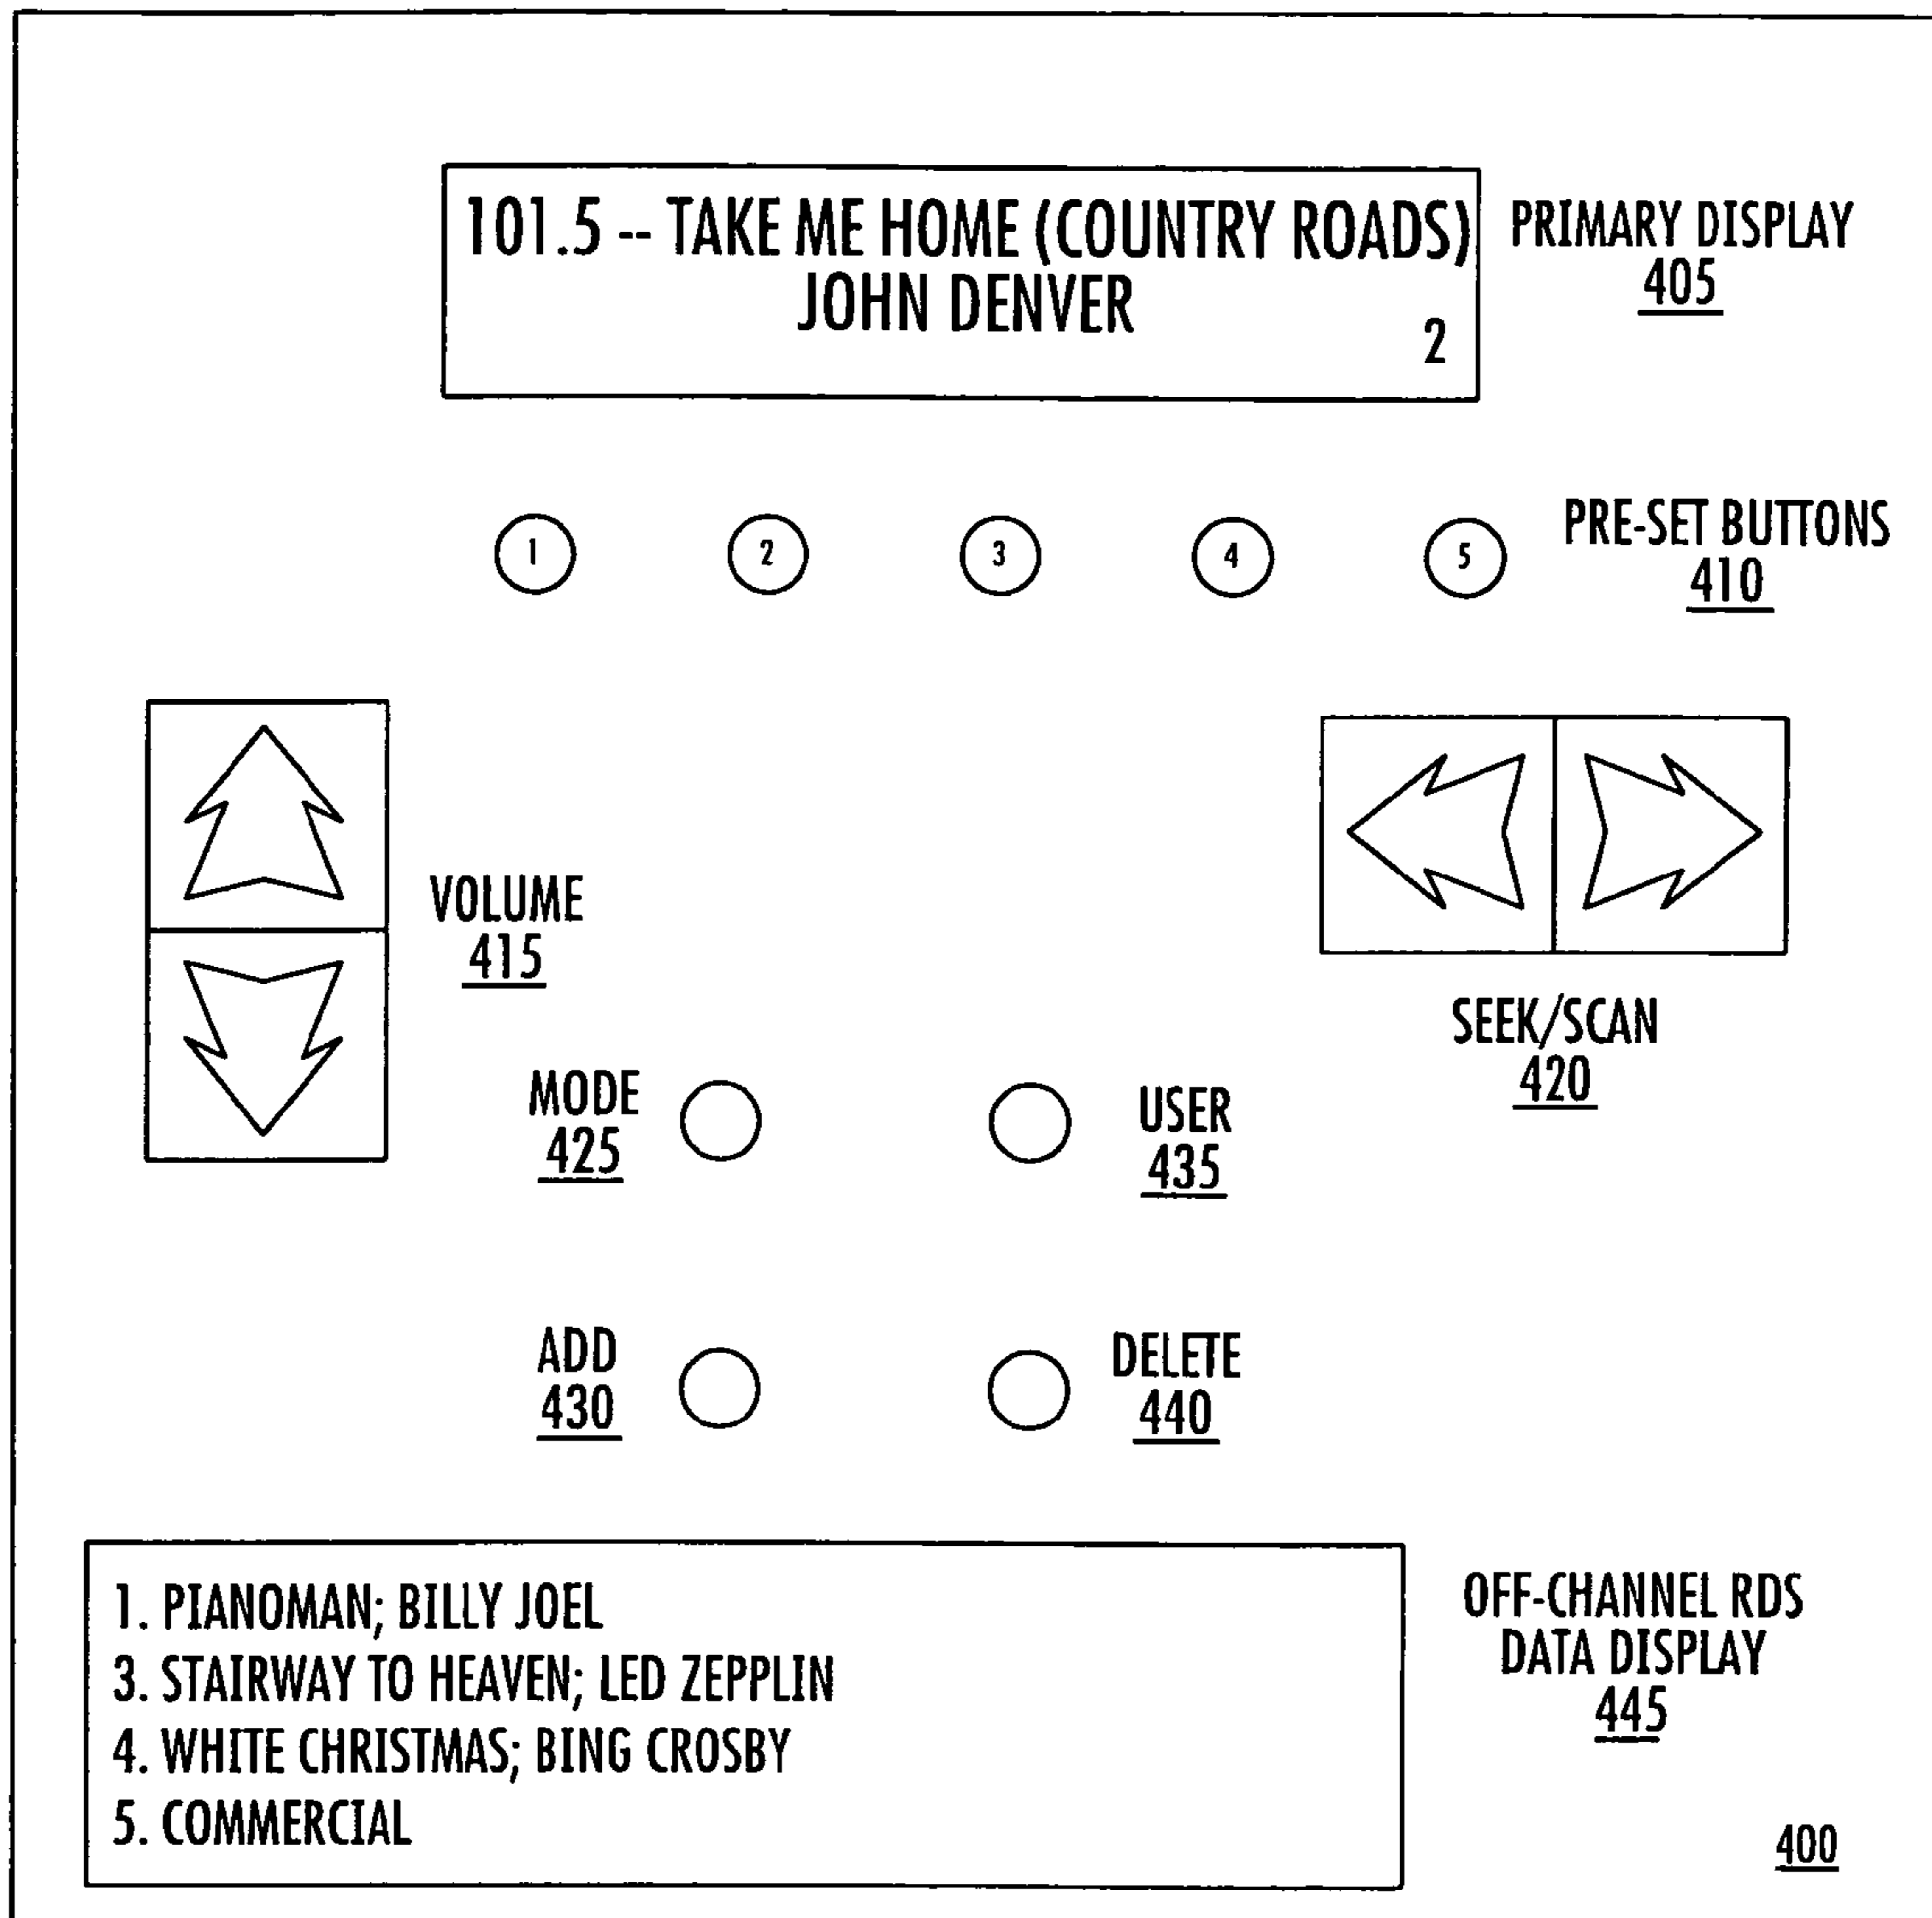 101.5 -- TAKE ME HOME (COUNTRY ROADS)
JOHN DENVER
2
PRIMARY DISPLAY
405
1
2
3
4
5
PRE-SET BUTTONS
410
VOLUME
415
SEEK/SCAN
420
MODE
425
USER
435
ADD
430
DELETE
440
1. PIANOMAN; BILLY JOEL
3. STAIRWAY TO HEAVEN; LED ZEPPLIN
4. WHITE CHRISTMAS; BING CROSBY
5. COMMERCIAL
OFF-CHANNEL RDS
DATA DISPLAY
445
400